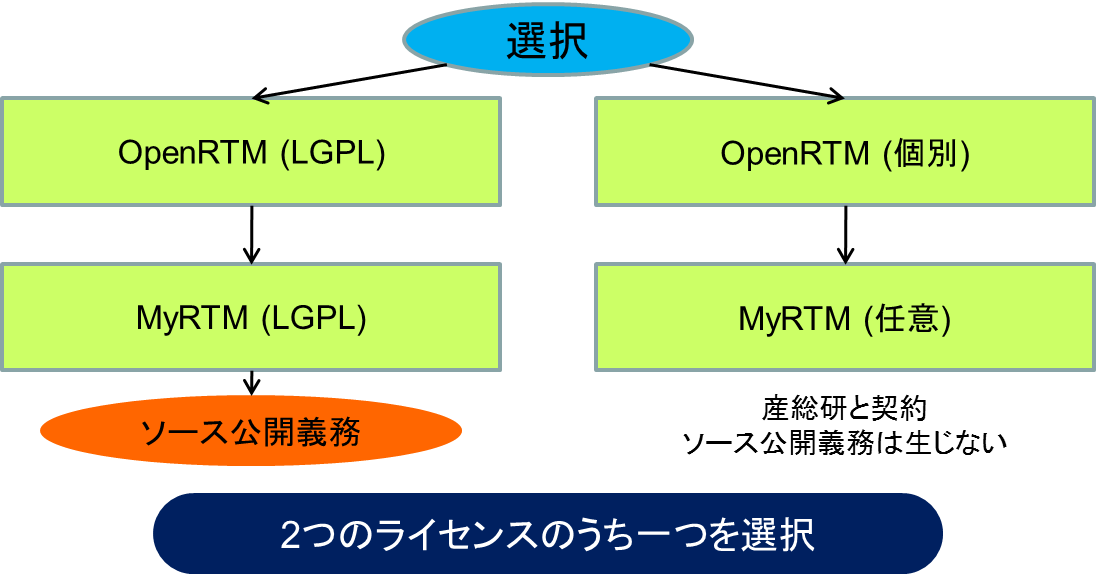 選択
OpenRTM (LGPL)
OpenRTM (個別)
MyRTM (LGPL)
MyRTM (任意)
ソース公開義務
産総研と契約
ソース公開義務は生じない
2つのライセンスのうち一つを選択